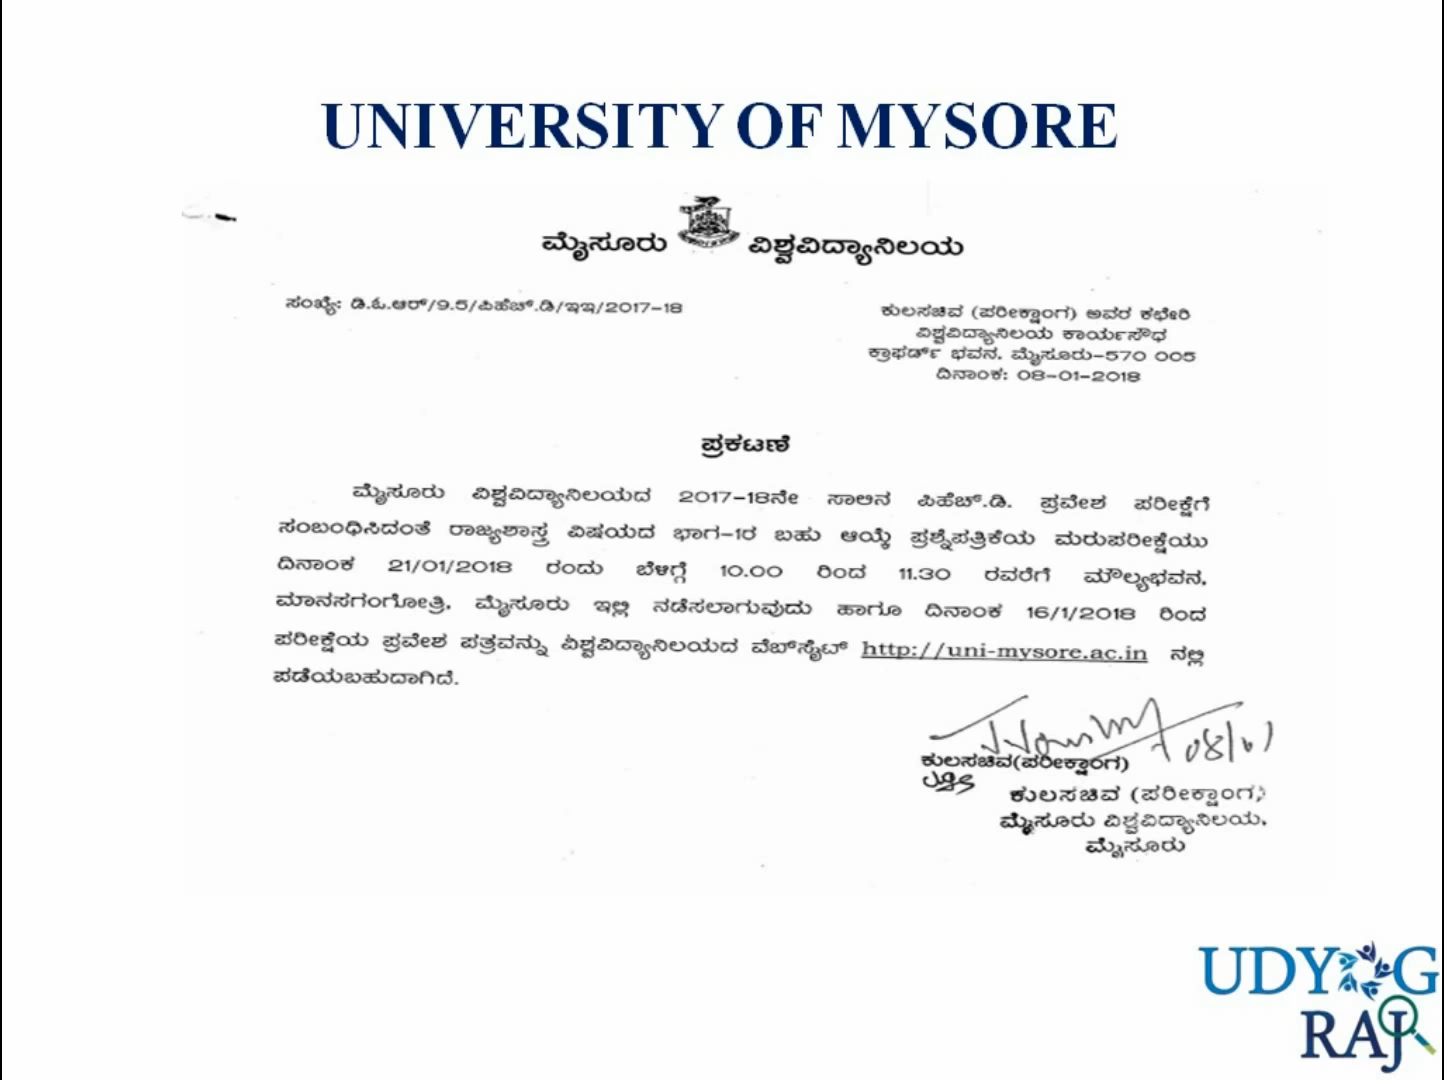 UNIVERSITY OF MYSORE
ಮೈಸೂರು ವಿಶ್ವವಿದ್ಯಾನಿಲಯ
ಸಂಖ್ಯೆ: ಡಿ.ಓ.ಆರ್/9.5/ಪಿಹೆಚ್.ಡಿ/ಇಇ/2017-18
ಕುಲಸಚಿವ (ಪರೀಕ್ಷಾಂಗ) ಅವರ ಕಛೇರಿ
ವಿಶ್ವವಿದ್ಯಾನಿಲಯ ಕಾರ್ಯಸೌಧ
ಕ್ರಾಫರ್ಡ್ ಭವನ, ಮೈಸೂರು-570 005
ದಿನಾಂಕ: 08-01-2018
ಪ್ರಕಟಣೆ
ಮೈಸೂರು ವಿಶ್ವವಿದ್ಯಾನಿಲಯದ 2017-18ನೇ ಸಾಲಿನ ಪಿಹೆಚ್.ಡಿ. ಪ್ರವೇಶ ಪರೀಕ್ಷೆಗೆ
ಸಂಬಂಧಿಸಿದಂತೆ ರಾಜ್ಯಶಾಸ್ತ್ರ ವಿಷಯದ ಭಾಗ-1ರ ಬಹು ಆಯ್ಕೆ ಪ್ರಶ್ನೆಪತ್ರಿಕೆಯ ಮರುಪರೀಕ್ಷೆಯು
ದಿನಾಂಕ 21/01/2018 ರಂದು ಬೆಳಿಗ್ಗೆ 10.00 ರಿಂದ 11.30 ರವರೆಗೆ ಮೌಲ್ಯಭವನ,
ಮಾನಸಗಂಗೋತ್ರಿ, ಮೈಸೂರು ಇಲ್ಲಿ ನಡೆಸಲಾಗುವುದು ಹಾಗೂ ದಿನಾಂಕ 16/1/2018 ರಿಂದ
ಪರೀಕ್ಷೆಯ ಪ್ರವೇಶ ಪತ್ರವನ್ನು ವಿಶ್ವವಿದ್ಯಾನಿಲಯದ ವೆಬ್‌ಸೈಟ್ http://uni-mysore.ac.in ನಲ್ಲಿ
ಪಡೆಯಬಹುದಾಗಿದೆ.
08/01
ಕುಲಸಚಿವ(ಪರೀಕ್ಷಾಂಗ)
ಕುಲಸಚಿವ (ಪರೀಕ್ಷಾಂಗ)
ಮೈಸೂರು ವಿಶ್ವವಿದ್ಯಾನಿಲಯ,
ಮೈಸೂರು
UDYOG
RAJ